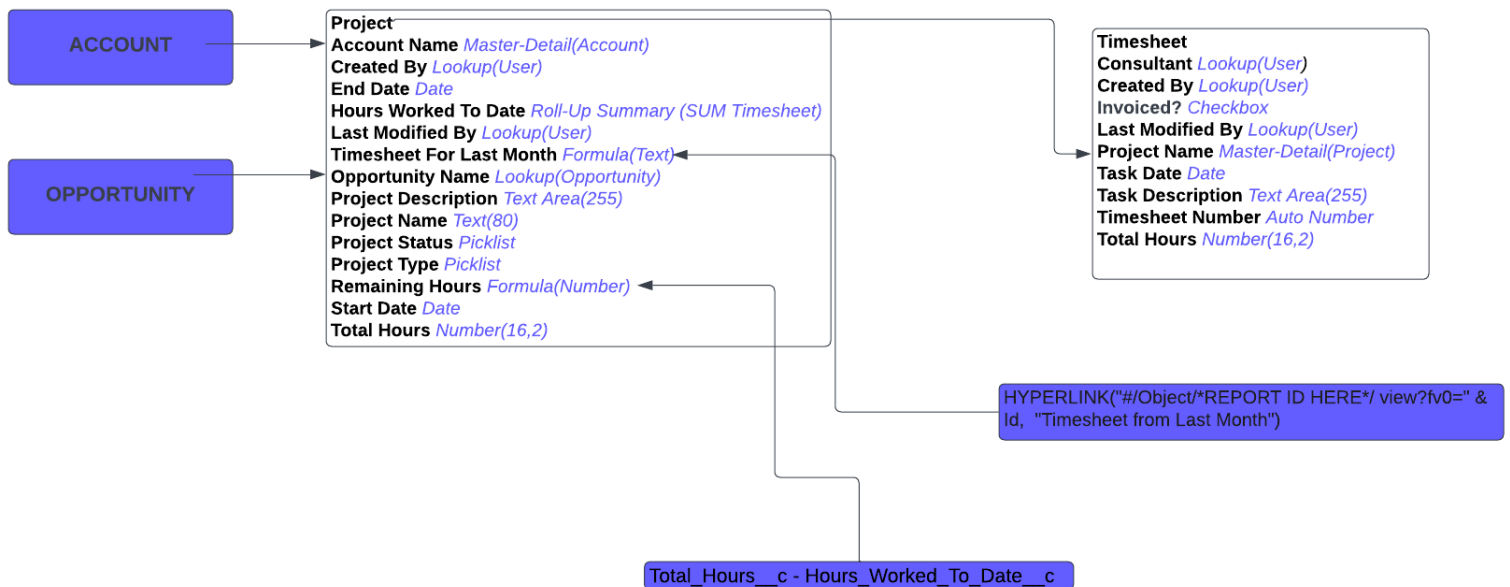 ACCOUNT
OPPORTUNITY
Project
Account Name Master-Detail(Account)
Created By Lookup(User)
End Date Date
Hours Worked To Date Roll-Up Summary (SUM Timesheet)
Last Modified By Lookup(User)
Timesheet For Last Month Formula(Text)
Opportunity Name Lookup(Opportunity)
Project Description Text Area(255)
Project Name Text(80)
Project Status Picklist
Project Type Picklist
Remaining Hours Formula(Number)
Start Date Date
Total Hours Number(16,2)
Timesheet
Consultant Lookup(User)
Created By Lookup(User)
Invoiced? Checkbox
Last Modified By Lookup(User)
Project Name Master-Detail(Project)
Task Date Date
Task Description Text Area(255)
Timesheet Number Auto Number
Total Hours Number(16,2)
HYPERLINK("#/Object/*REPORT ID HERE*/ view?fv0=" &
Id, "Timesheet from Last Month")
Total_Hours__c - Hours_Worked_To_Date__c